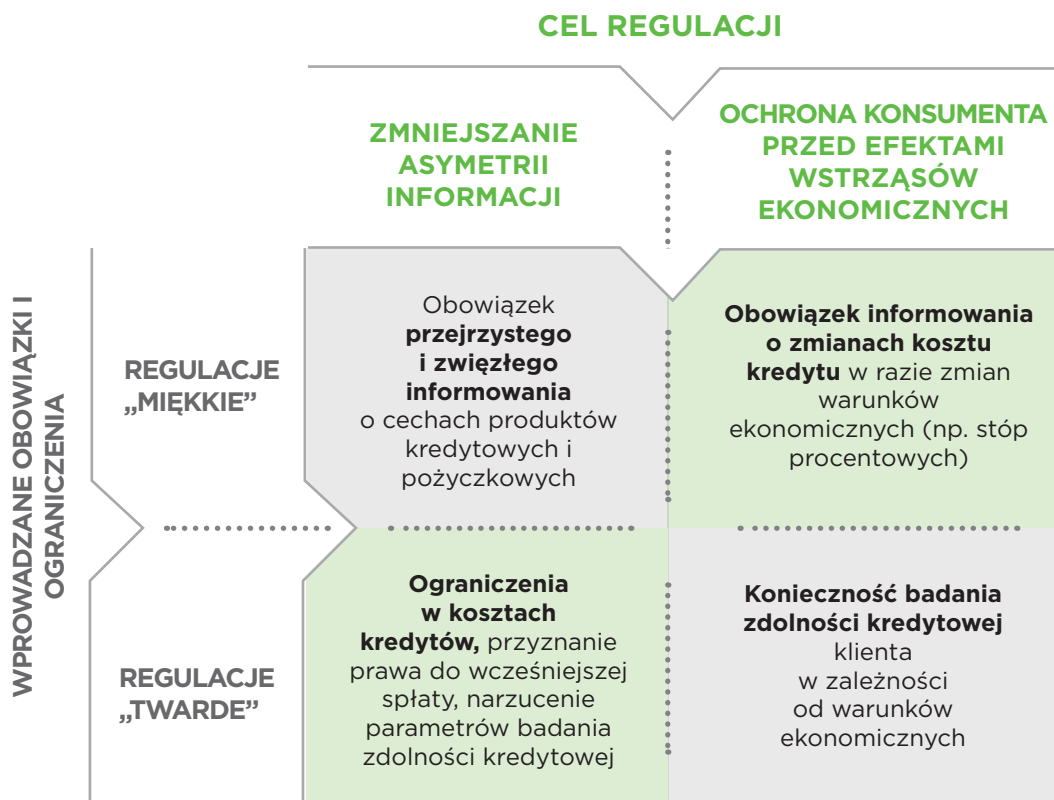 CEL REGULACJI
ZMNIEJSZANIE
ASYMETRII
INFORMACJI
OCHRONA KONSUMENTA
PRZED EFEKTAMI
WSTRZĄSÓW
EKONOMICZNYCH
WPROWADZANE OBOWIĄZKI I
OGRANICZENIA
REGULACJE
„MIĘKKIE”
Obowiązek
przejrzystego
i zwięzłego
informowania
o cechach produktów
kredytowych i
pożyczkowych
Obowiązek informowania
o zmianach kosztu
kredytu w razie zmian
warunków
ekonomicznych (np. stóp
procentowych)
REGULACJE
„TWARDE”
Ograniczenia
w kosztach
kredytów, przyznanie
prawa do wcześniejszej
spłaty, narzucenie
parametrów badania
zdolności kredytowej
Konieczność badania
zdolności kredytowej
klienta
w zależności
od warunków
ekonomicznych